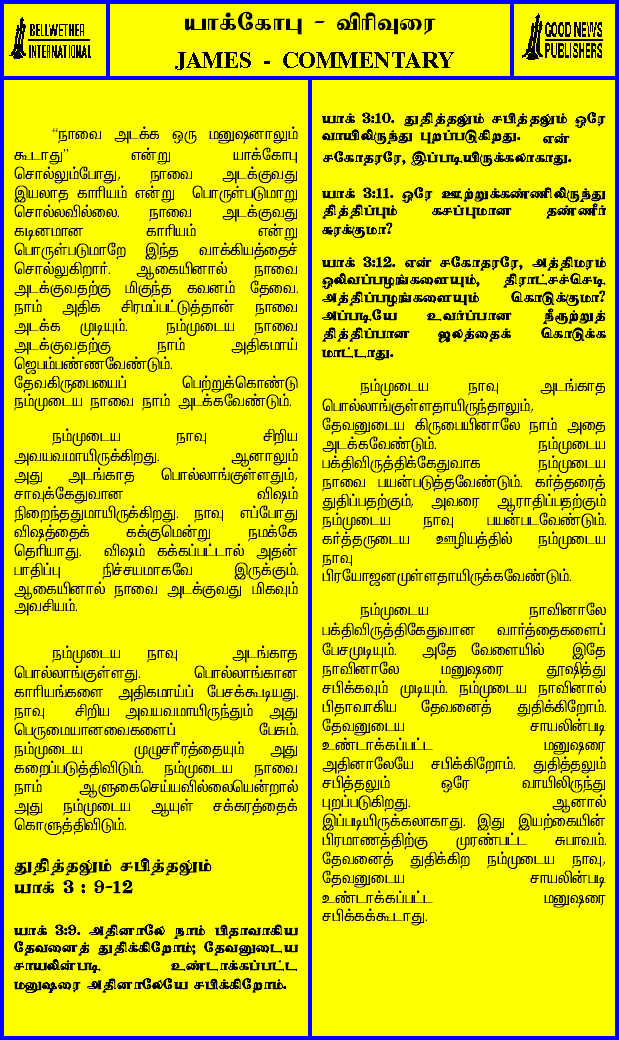 BELLWETHER
INTERNATIONAL
யாக்கோபு - விரிவுரை
JAMES - COMMENTARY
GOOD NEWS
PUBLISHERS
“நாவை அடக்க ஒரு மனுஷனாலும்
கூடாது” என்று யாக்கோபு
சொல்லும்போது, நாவை அடக்குவது
இயலாத காரியம் என்று பொருள்படுமாறு
சொல்லவில்லை. நாவை அடக்குவது
கடினமான காரியம் என்று
பொருள்படுமாறே இந்த வாக்கியத்தைச்
சொல்லுகிறார். ஆகையினால் நாவை
அடக்குவதற்கு மிகுந்த கவனம் தேவை.
நாம் அதிக சிரமப்பட்டுத்தான் நாவை
அடக்க முடியும். நம்முடைய நாவை
அடக்குவதற்கு நாம் அதிகமாய்
ஜெபம்பண்ணவேண்டும்.
தேவகிருபையைப் பெற்றுக்கொண்டு
நம்முடைய நாவை நாம் அடக்கவேண்டும்.
நம்முடைய நாவு சிறிய
அவயவமாயிருக்கிறது. ஆனாலும்
அது அடங்காத பொல்லாங்குள்ளதும்,
சாவுக்கேதுவான விஷம்
நிறைந்ததுமாயிருக்கிறது. நாவு எப்போது
விஷத்தைக் கக்குமென்று நமக்கே
தெரியாது. விஷம் கக்கப்பட்டால் அதன்
பாதிப்பு நிச்சயமாகவே இருக்கும்.
ஆகையினால் நாவை அடக்குவது மிகவும்
அவசியம்.
நம்முடைய நாவு அடங்காத
பொல்லாங்குள்ளது. பொல்லாங்கான
காரியங்களை அதிகமாய்ப் பேசக்கூடியது.
நாவு சிறிய அவயவமாயிருந்தும் அது
பெருமையானவைகளைப் பேசும்.
நம்முடைய முழுசரீரத்தையும் அது
கறைப்படுத்திவிடும். நம்முடைய நாவை
நாம் ஆளுகைசெய்யவில்லையென்றால்
அது நம்முடைய ஆயுள் சக்கரத்தைக்
கொளுத்திவிடும்.
துதித்தலும் சபித்தலும்
யாக் 3 : 9-12
யாக் 3:9. அதினாலே நாம் பிதாவாகிய
தேவனைத் துதிக்கிறோம்; தேவனுடைய
சாயலின்படி உண்டாக்கப்பட்ட
மனுஷரை அதினாலேயே சபிக்கிறோம்.
யாக் 3:10. துதித்தலும் சபித்தலும் ஒரே
வாயிலிருந்து புறப்படுகிறது. என்
சகோதரரே, இப்படியிருக்கலாகாது.
யாக் 3:11. ஒரே ஊற்றுக்கண்ணிலிருந்து
தித்திப்பும் கசப்புமான தண்ணீர்
சுரக்குமா?
யாக் 3:12. என் சகோதரரே, அத்திமரம்
ஒலிவப்பழங்களையும், திராட்சச்செடி
அத்திப்பழங்களையும் கொடுக்குமா?
அப்படியே உவர்ப்பான நீரூற்றுத்
தித்திப்பான ஜலத்தைக் கொடுக்க
மாட்டாது.
நம்முடைய நாவு அடங்காத
பொல்லாங்குள்ளதாயிருந்தாலும்,
தேவனுடைய கிருபையினாலே நாம் அதை
அடக்கவேண்டும். நம்முடைய
பக்திவிருத்திக்கேதுவாக நம்முடைய
நாவை பயன்படுத்தவேண்டும். கர்த்தரைத்
துதிப்பதற்கும், அவரை ஆராதிப்பதற்கும்
நம்முடைய நாவு பயன்படவேண்டும்.
கர்த்தருடைய ஊழியத்தில் நம்முடைய
நாவு
பிரயோஜனமுள்ளதாயிருக்கவேண்டும்.
நம்முடைய நாவினாலே
பக்திவிருத்திகேதுவான வார்த்தைகளைப்
பேசமுடியும். அதே வேளையில் இதே
நாவினாலே மனுஷரை தூஷித்து
சபிக்கவும் முடியும். நம்முடைய நாவினால்
பிதாவாகிய தேவனைத் துதிக்கிறோம்.
தேவனுடைய சாயலின்படி
உண்டாக்கப்பட்ட மனுஷரை
அதினாலேயே சபிக்கிறோம். துதித்தலும்
சபித்தலும் ஒரே வாயிலிருந்து
புறப்படுகிறது. ஆனால்
இப்படியிருக்கலாகாது. இது இயற்கையின்
பிரமாணத்திற்கு முரண்பட்ட சுபாவம்.
தேவனைத் துதிக்கிற நம்முடைய நாவு,
தேவனுடைய சாயலின்படி
உண்டாக்கப்பட்ட மனுஷரை
சபிக்கக்கூடாது.